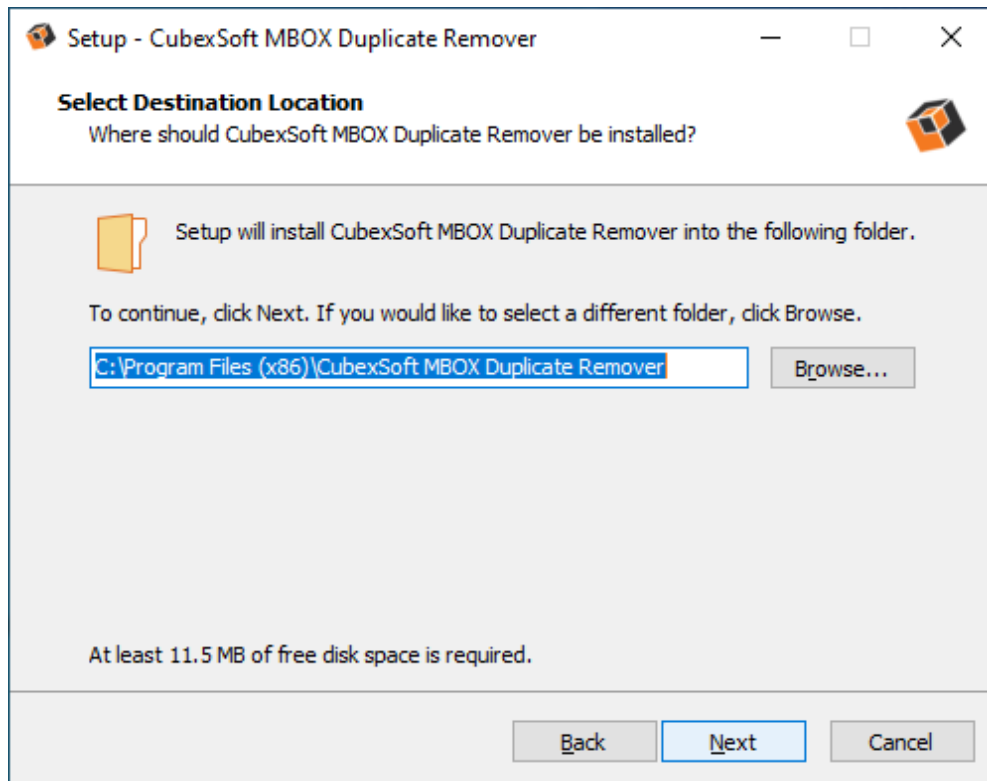 Setup - CubexSoft MBOX Duplicate Remover
Select Destination Location
Where should CubexSoft MBOX Duplicate Remover be installed?
Setup will install CubexSoft MBOX Duplicate Remover into the following folder.
To continue, click Next. If you would like to select a different folder, click Browse.
C:\Program Files (x86)\CubexSoft MBOX Duplicate Remover
Browse...
At least 11.5 MB of free disk space is required.
Back
Next
Cancel